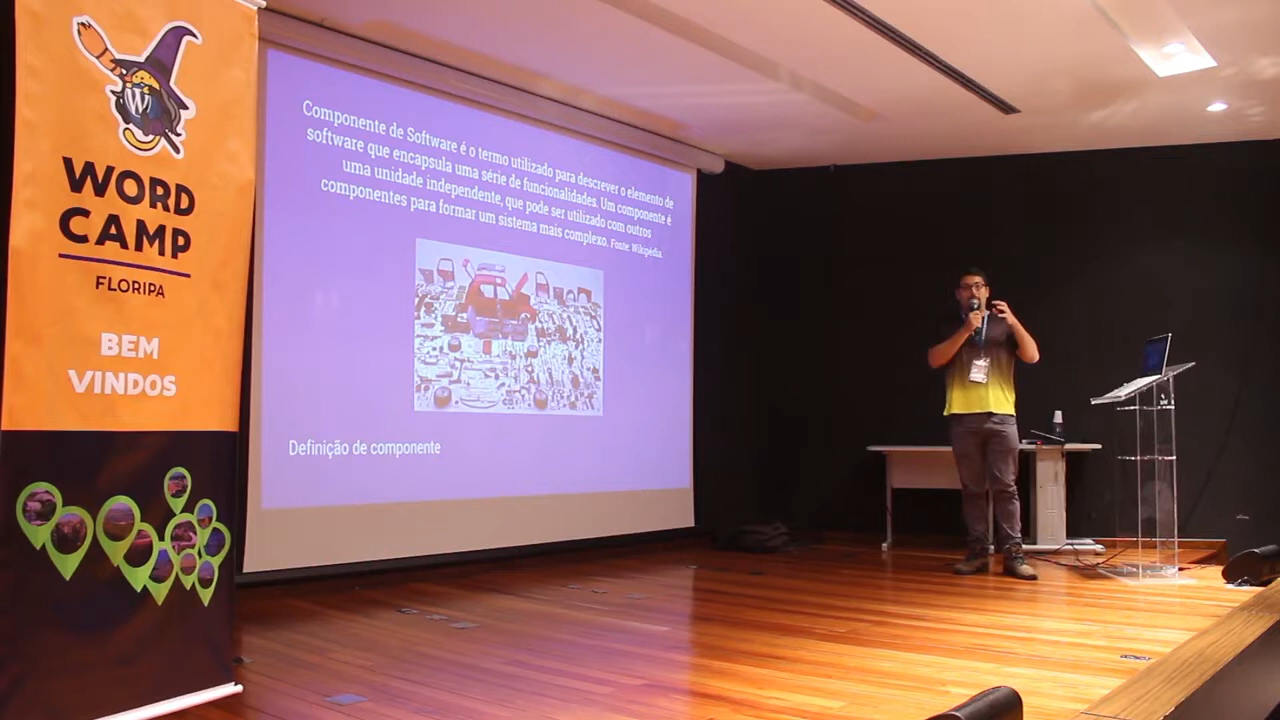 WORD
CAMP
FLORIPA
BEM
VINDOS
Componente de Software é o termo utilizado para descrever o elemento de
software que encapsula uma série de funcionalidades. Um componente é
uma unidade independente, que pode ser utilizado com outros
componentes para formar um sistema mais complexo. Fonte: Wikipédia.
Definição de componente